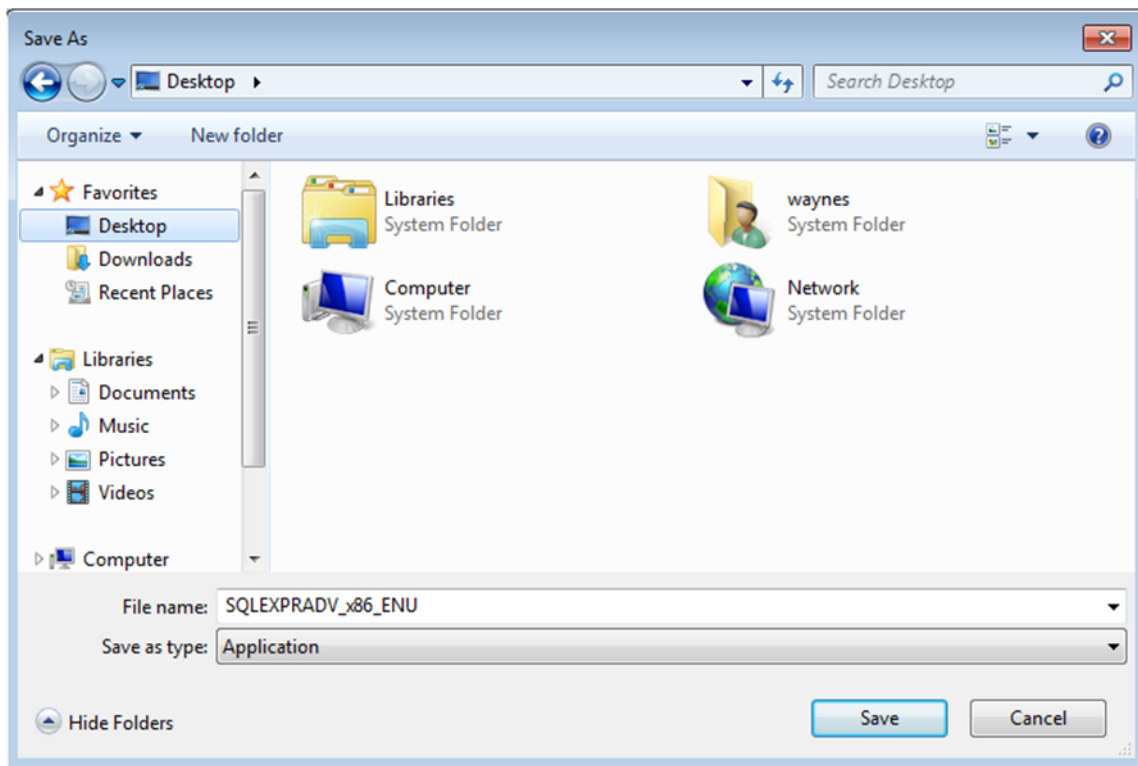 Save As
Desktop
Search Desktop
Organize
New folder
Favorites
Desktop
Downloads
Recent Places
Libraries
Documents
Music
Pictures
Videos
Computer
Libraries
System Folder
waynes
System Folder
Computer
System Folder
Network
System Folder
File name: SQLEXPRADV_x86_ENU
Save as type: Application
Hide Folders
Save
Cancel